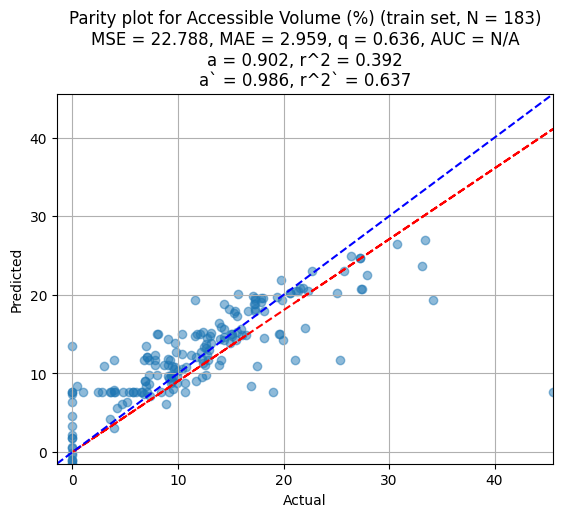 Parity plot for Accessible Volume (%) (train set, N = 183)
MSE = 22.788, MAE = 2.959, q = 0.636, AUC = N/A
a = 0.902, r^2 = 0.392
a` = 0.986, r^2` = 0.637
40
30
20
10
0
Predicted
0 10 20 30 40
Actual